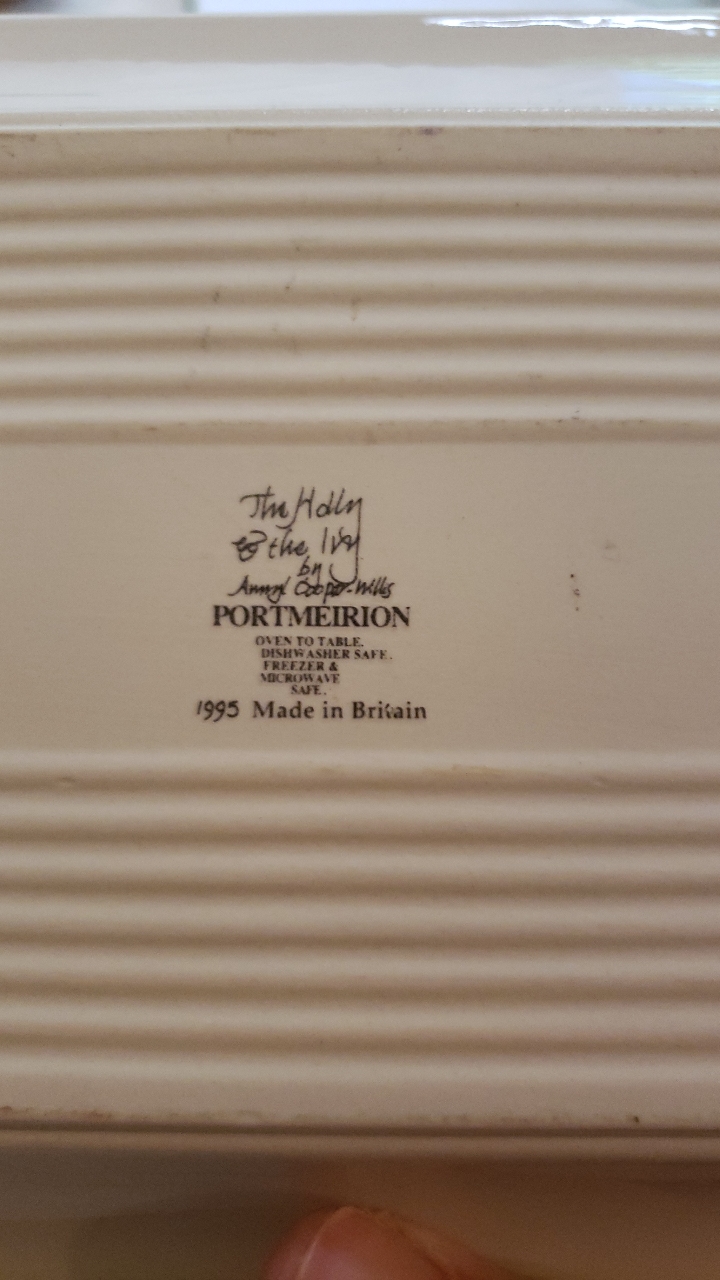 The Holly
& the Ivy
by
Anwyl Cooper-Willis
PORTMEIRION
OVEN TO TABLE.
DISHWASHER SAFE.
FREEZER &
MICROWAVE
SAFE.
1995 Made in Britain